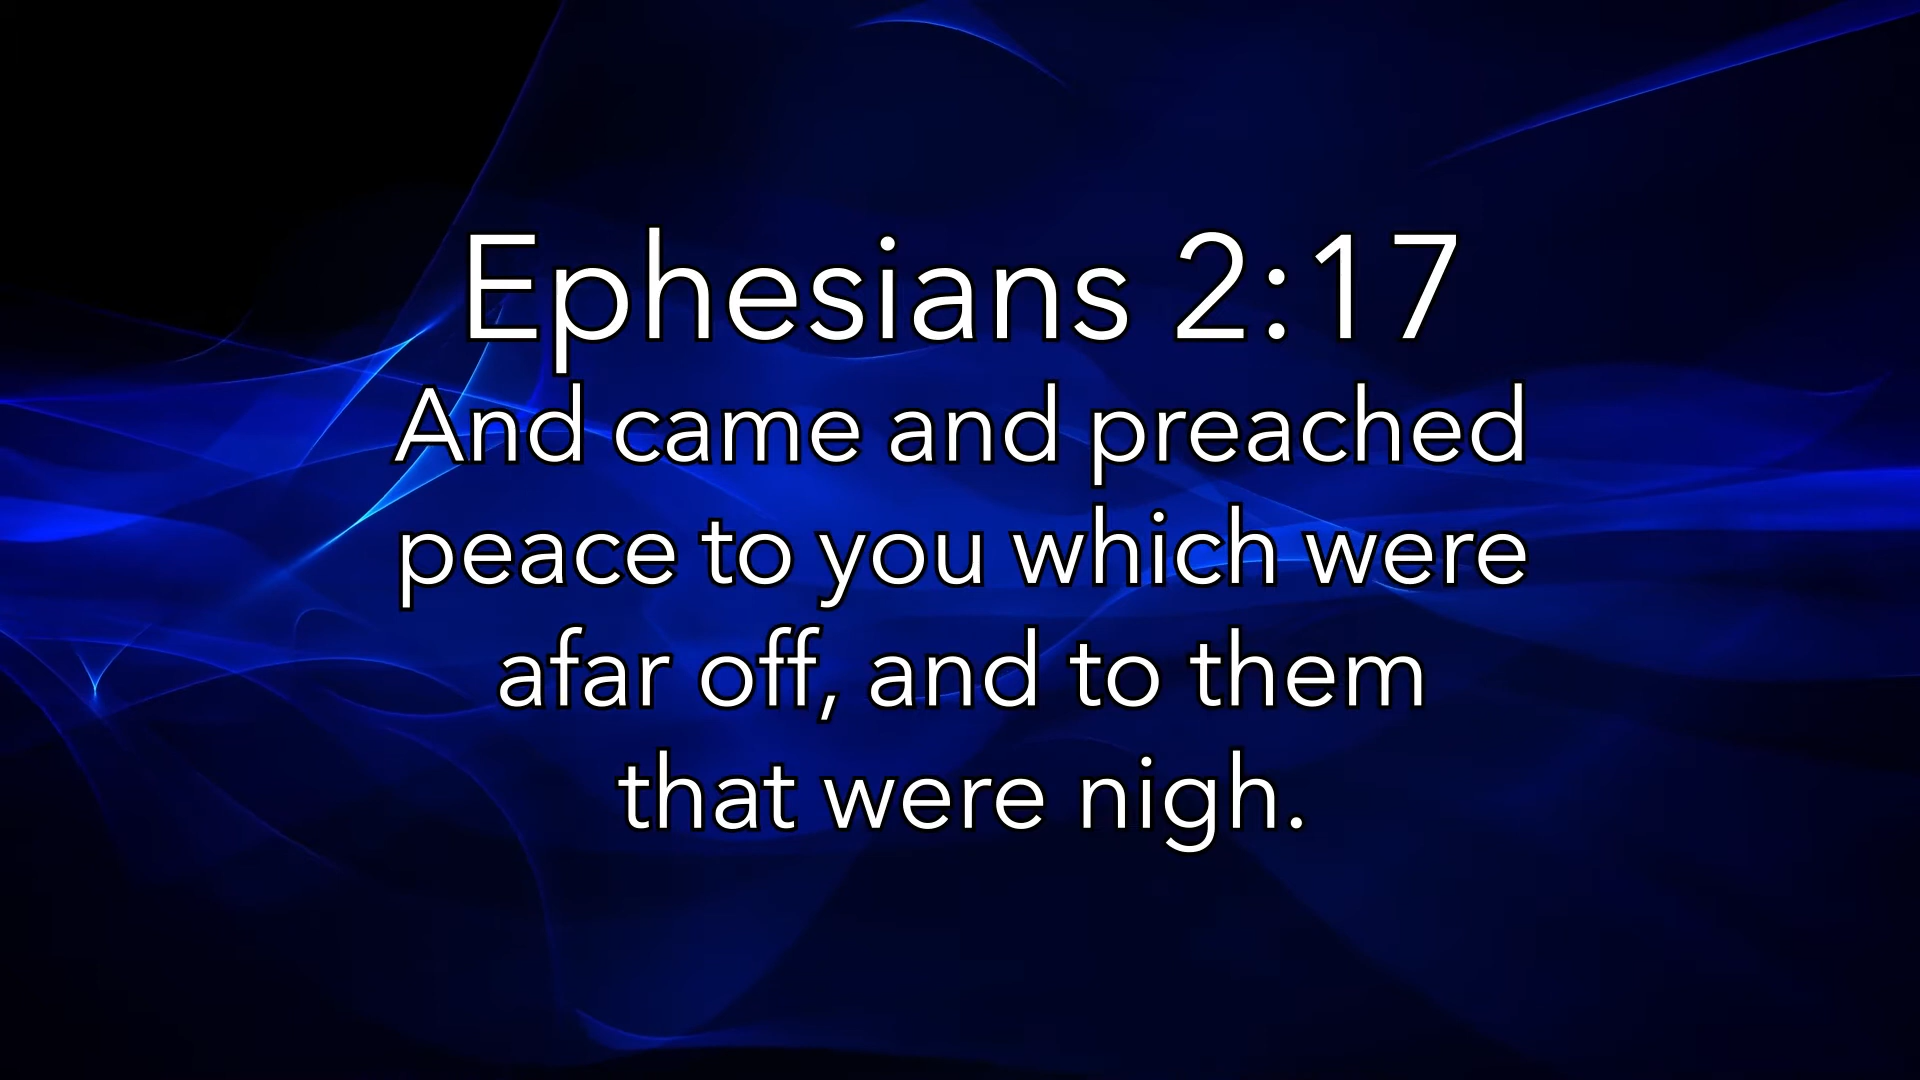 Ephesians 2:17
And came and preached
peace to you which were
afar off, and to them
that were nigh.